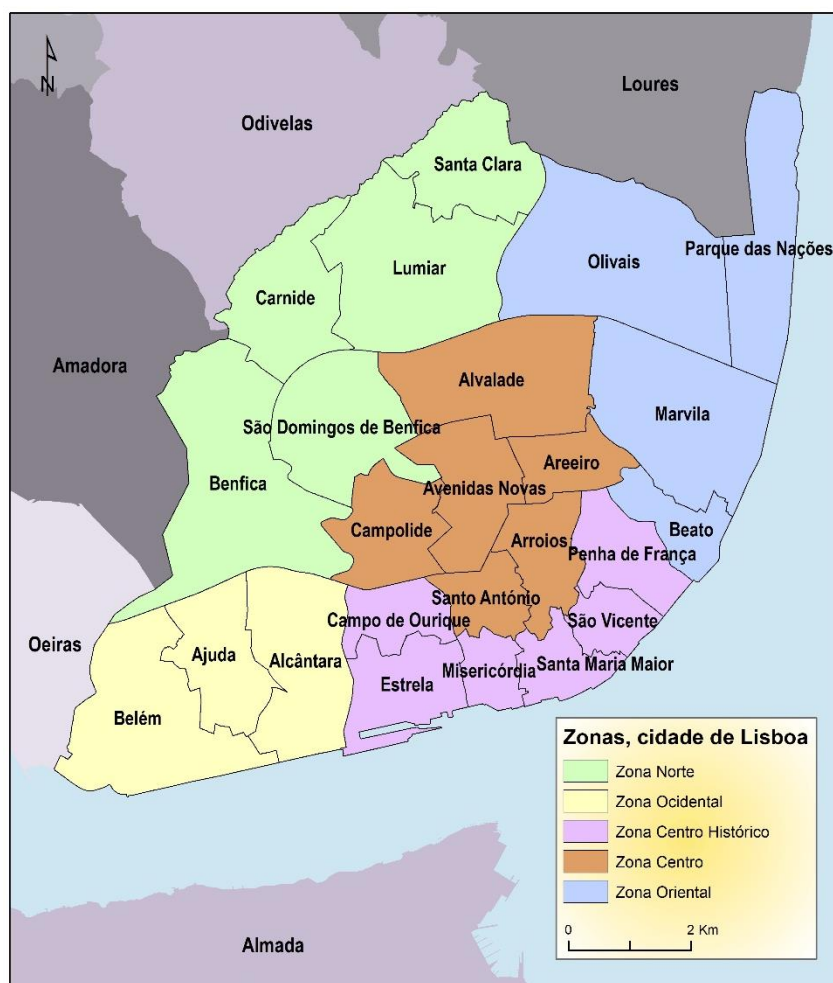 N
Loures
Odivelas
Santa Clara
Parque das Nações
Olivais
Lumiar
Carnide
Amadora
Alvalade
Marvila
São Domingos de Benfica
Areeiro
Benfica
Avenidas Novas
Campolide
Beato
Arroios
Penha de França
Santo António
Campo de Ourique
São Vicente
Oeiras
Ajuda
Alcântara
Misericórdia
Santa Maria Maior
Estrela
Belém
Zonas, cidade de Lisboa
Zona Norte
Zona Ocidental
Zona Centro Histórico
Zona Centro
Zona Oriental
0 2 Km
Almada